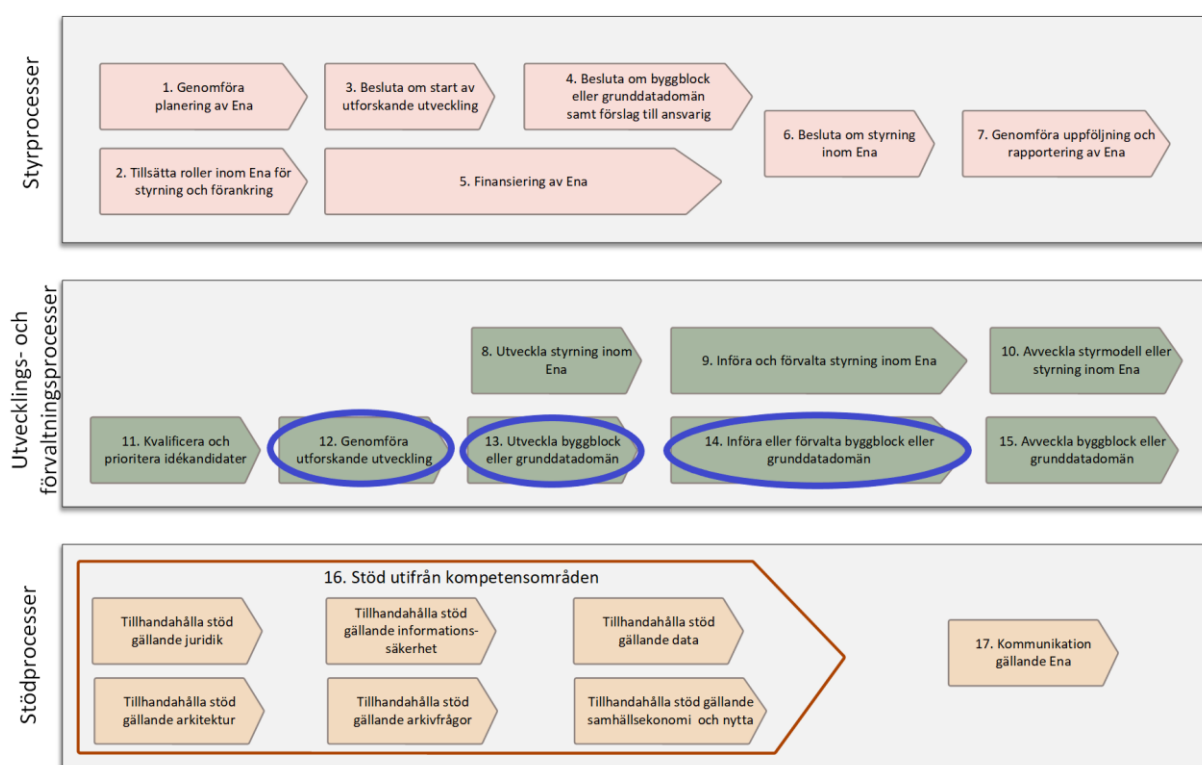 Styrprocesser
1. Genomföra
planering av Ena
3. Besluta om start av
utforskande utveckling
4. Besluta om byggblock
eller grunddatadomän
samt förslag till ansvarig
6. Besluta om styrning
inom Ena
7. Genomföra uppföljning och
rapportering av Ena
2. Tillsätta roller inom Ena för
styrning och förankring
5. Finansiering av Ena
Utvecklings- och
förvaltningsprocesser
8. Utveckla styrning inom
Ena
9. Införa och förvalta styrning inom Ena
10. Avveckla styrmodell eller
styrning inom Ena
11. Kvalificera och
prioritera idékandidater
12. Genomföra
utforskande utveckling
13. Utveckla byggblock
eller grunddatadomän
14. Införa eller förvalta byggblock eller
grunddatadomän
15. Avveckla byggblock eller
grunddatadomän
Stödprocesser
16. Stöd utifrån kompetensområden
Tillhandahålla stöd
gällande juridik
Tillhandahålla stöd
gällande informations-
säkerhet
Tillhandahålla stöd
gällande data
17. Kommunikation
gällande Ena
Tillhandahålla stöd
gällande arkitektur
Tillhandahålla stöd
gällande arkivfrågor
Tillhandahålla stöd gällande
samhällsekonomi och nytta